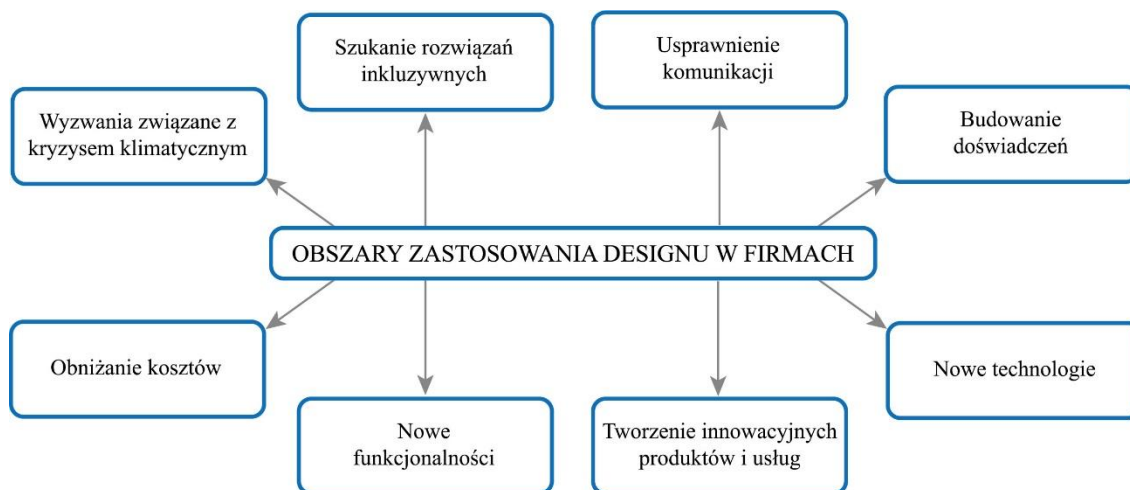 Szukanie rozwiązań
inkluzywnych
Usprawnienie
komunikacji
Wyzwania związane z
kryzysem klimatycznym
Budowanie
doświadczeń
OBSZARY ZASTOSOWANIA DESIGNU W FIRMACH
Obniżanie kosztów
Nowe technologie
Nowe
funkcjonalności
Tworzenie innowacyjnych
produktów i usług